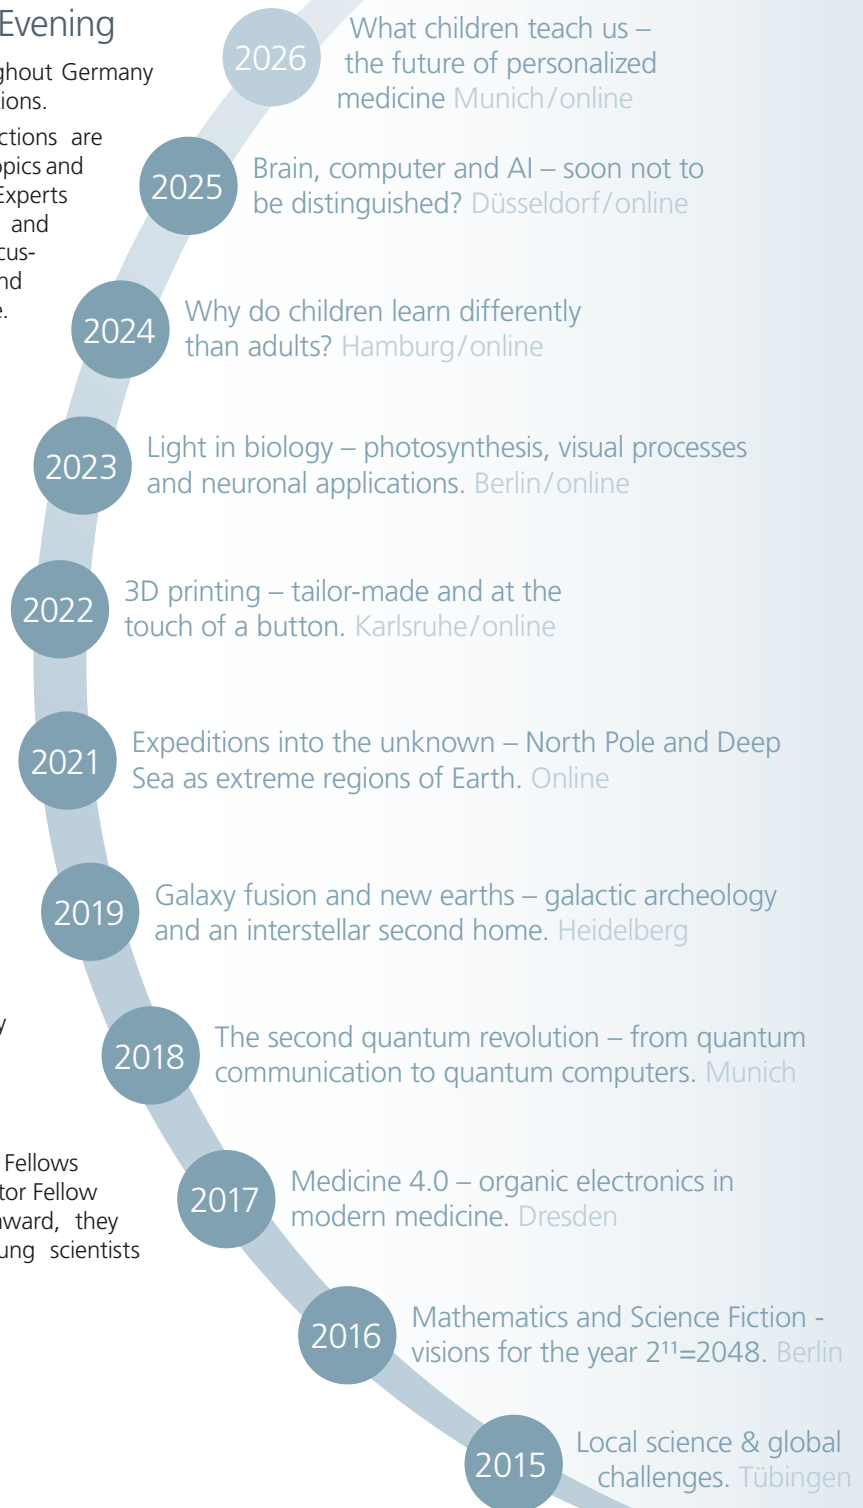 Evening
ghout Germany
tions.
ctions are
opics and
Experts
and
cus-
nd
e.
2026
What children teach us –
the future of personalized
medicine Munich/online
2025
Brain, computer and AI – soon not to
be distinguished? Düsseldorf/online
2024
Why do children learn differently
than adults? Hamburg/online
2023
Light in biology – photosynthesis, visual processes
and neuronal applications. Berlin/online
2022
3D printing – tailor-made and at the
touch of a button. Karlsruhe/online
2021
Expeditions into the unknown – North Pole and Deep
Sea as extreme regions of Earth. Online
2019
Galaxy fusion and new earths – galactic archeology
and an interstellar second home. Heidelberg
y
2018
The second quantum revolution – from quantum
communication to quantum computers. Munich
Fellows
tor Fellow
award, they
ung scientists
2017
Medicine 4.0 – organic electronics in
modern medicine. Dresden
2016
Mathematics and Science Fiction -
visions for the year 2¹¹=2048. Berlin
2015
Local science & global
challenges. Tübingen